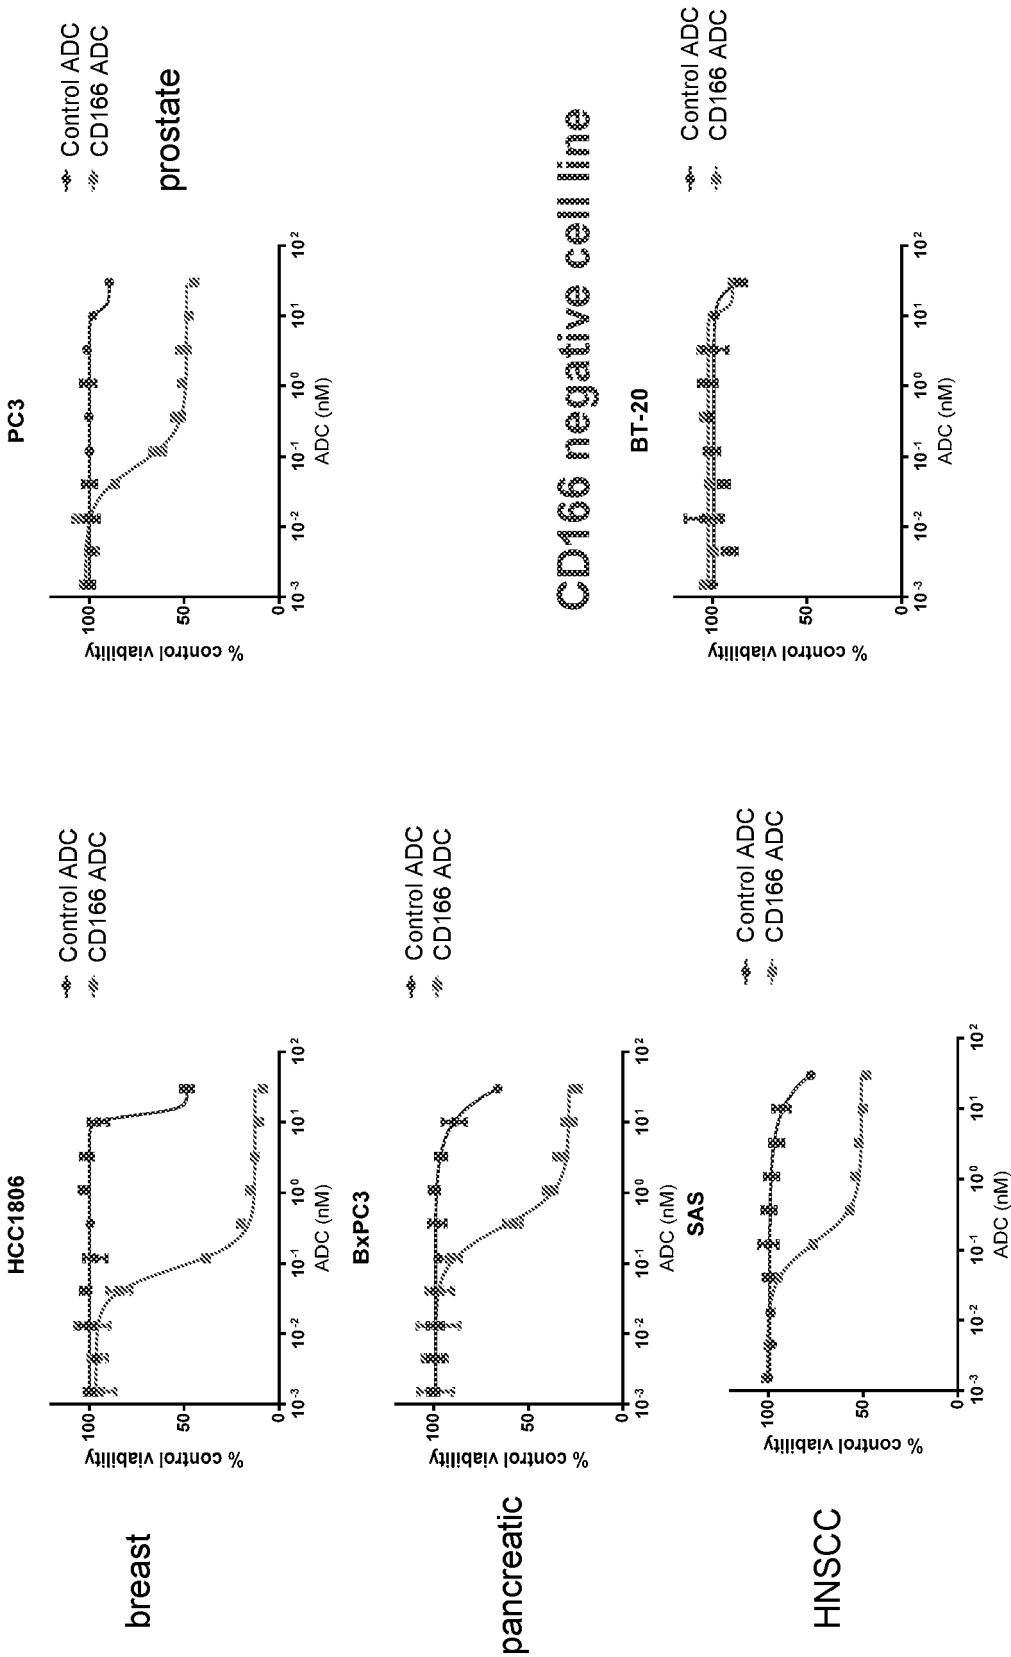 breast
HCC1806
% control viability
100
50
0
10-3
10-2
10-1
100
101
102
ADC (nM)
Control ADC
CD166 ADC
PC3
% control viability
100
50
0
10-3
10-2
10-1
100
101
102
ADC (nM)
Control ADC
CD166 ADC
prostate
pancreatic
BxPC3
% control viability
100
50
0
10-3
10-2
10-1
100
101
102
ADC (nM)
Control ADC
CD166 ADC
CD166 negative cell line
HNSCC
SAS
% control viability
100
50
0
10-3
10-2
10-1
100
101
102
ADC (nM)
Control ADC
CD166 ADC
BT-20
% control viability
100
50
0
10-3
10-2
10-1
100
101
102
ADC (nM)
Control ADC
CD166 ADC